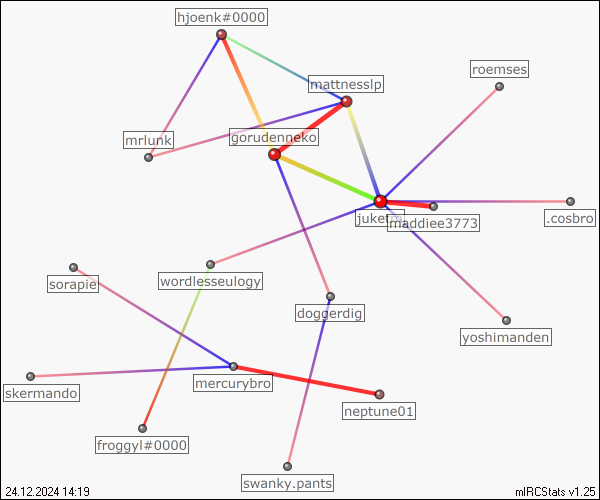 hjoenk#0000
roemses
mattnesslp
mrlunk
gorudenneko
maddiee3773
.cosbro
wordlesseulogy
sorapie
doggerdig
yoshimanden
mercurybro
skermando
neptune01
froggyl#0000
swanky.pants
24.12.2024 14:19
mIRCStats v1.25